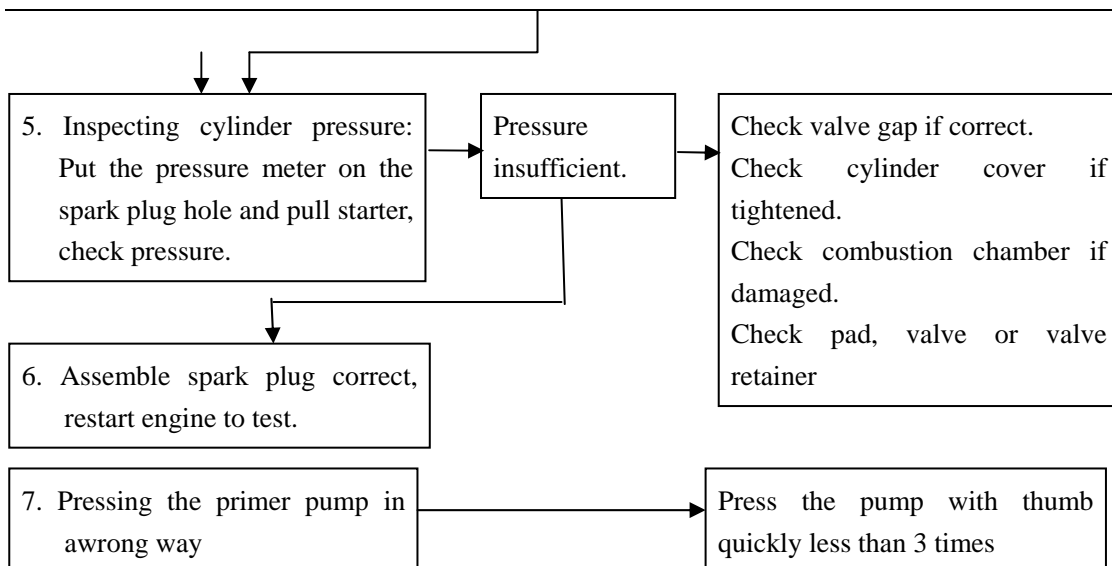 5. Inspecting cylinder pressure:
Put the pressure meter on the
spark plug hole and pull starter,
check pressure.
Pressure
insufficient.
Check valve gap if correct.
Check cylinder cover if
tightened.
Check combustion chamber if
damaged.
Check pad, valve or valve
retainer
6. Assemble spark plug correct,
restart engine to test.
7. Pressing the primer pump in
awrong way
Press the pump with thumb
quickly less than 3 times